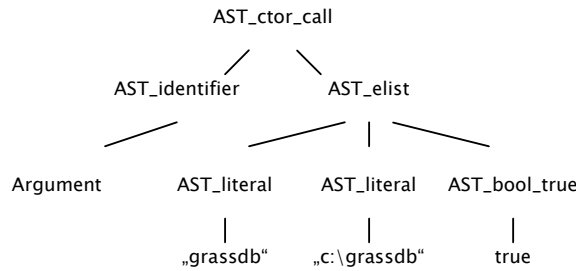 AST_ctor_call
AST_identifier AST_elist
Argument AST_literal AST_literal AST_bool_true
„grassdb“ „c:\grassdb“ true